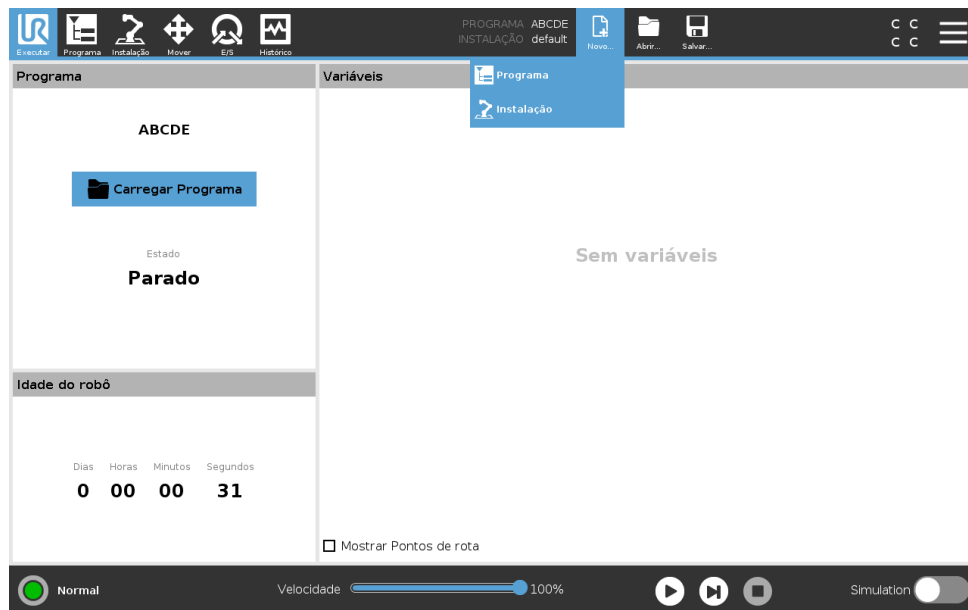 UR
Executar Programa Instalação Mover E/S Histórico
PROGRAMA ABCDE
INSTALAÇÃO default
Novo... Abrir... Salvar...
C C
C C
Programa
Instalação
Programa
ABCDE
Carregar Programa
Estado
Parado
Variáveis
Sem variáveis
Mostrar Pontos de rota
Idade do robô
Dias Horas Minutos Segundos
0 00 00 31
Normal
Velocidade 100%
Simulation